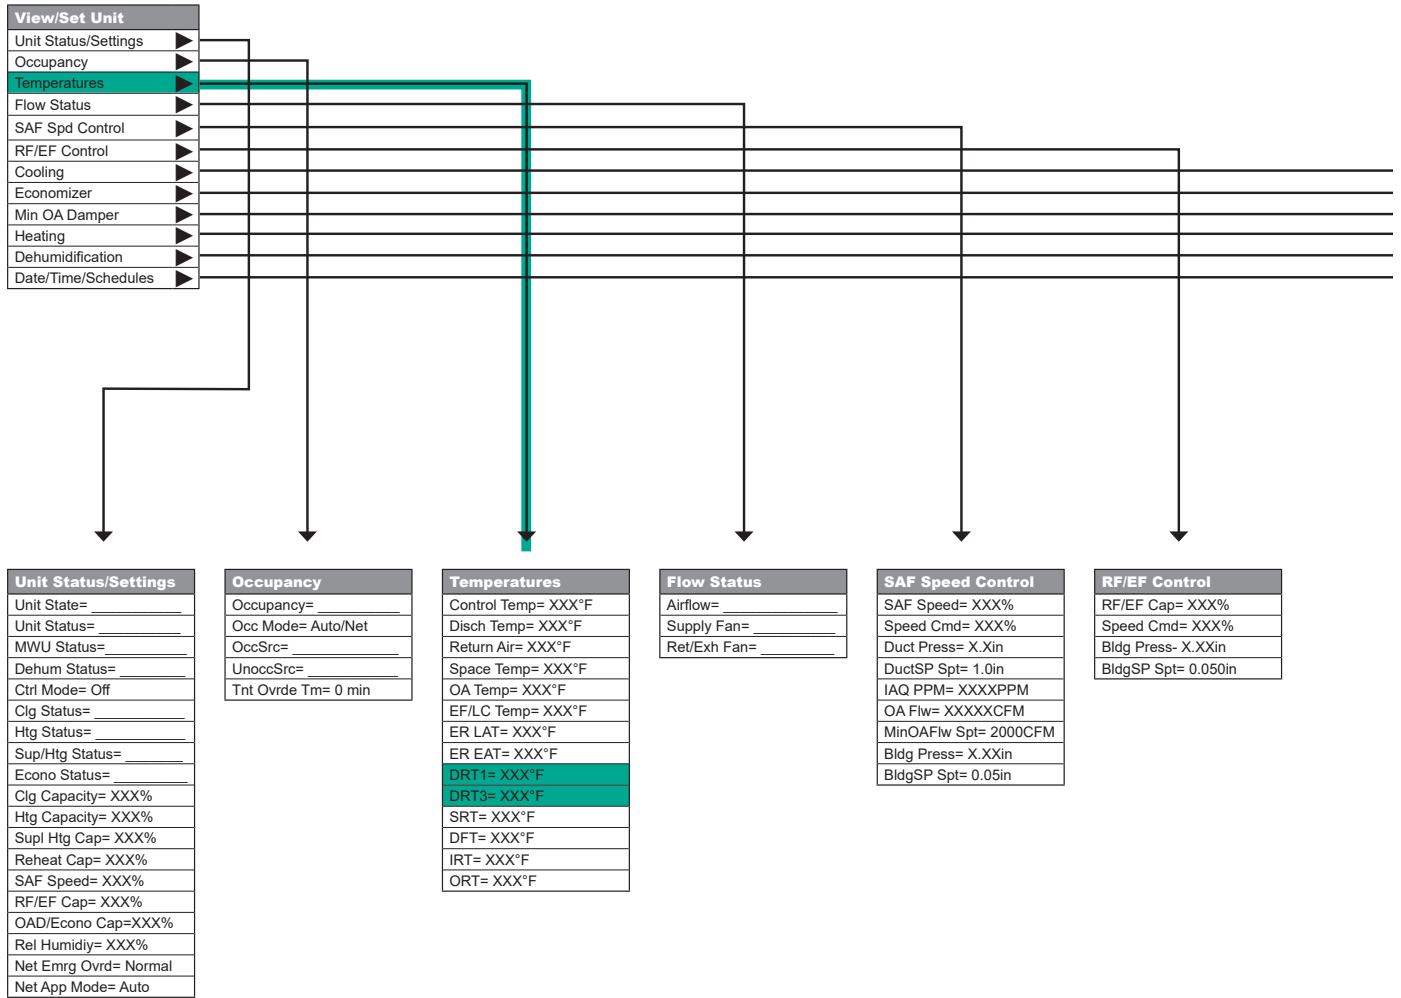 View/Set Unit
Unit Status/Settings
Occupancy
Temperatures
Flow Status
SAF Spd Control
RF/EF Control
Cooling
Economizer
Min OA Damper
Heating
Dehumidification
Date/Time/Schedules
Unit Status/Settings
Unit State= ___________
Unit Status= __________
MWU Status=__________
Dehum Status= ________
Ctrl Mode= Off
Clg Status= ___________
Htg Status= ___________
Sup/Htg Status= _______
Econo Status= _________
Clg Capacity= XXX%
Htg Capacity= XXX%
Supl Htg Cap= XXX%
Reheat Cap= XXX%
SAF Speed= XXX%
RF/EF Cap= XXX%
OAD/Econo Cap=XXX%
Rel Humidiy= XXX%
Net Emrg Ovrd= Normal
Net App Mode= Auto
Occupancy
Occupancy= __________
Occ Mode= Auto/Net
OccSrc= _____________
UnoccSrc= ___________
Tnt Ovrde Tm= 0 min
Temperatures
Control Temp= XXX°F
Disch Temp= XXX°F
Return Air= XXX°F
Space Temp= XXX°F
OA Temp= XXX°F
EF/LC Temp= XXX°F
ER LAT= XXX°F
ER EAT= XXX°F
DRT1= XXX°F
DRT3= XXX°F
SRT= XXX°F
DFT= XXX°F
IRT= XXX°F
ORT= XXX°F
Flow Status
Airflow= ______________
Supply Fan= __________
Ret/Exh Fan= _________
SAF Speed Control
SAF Speed= XXX%
Speed Cmd= XXX%
Duct Press= X.Xin
DuctSP Spt= 1.0in
IAQ PPM= XXXXPPM
OA Flw= XXXXXCFM
MinOAFlw Spt= 2000CFM
Bldg Press= X.XXin
BldgSP Spt= 0.05in
RF/EF Control
RF/EF Cap= XXX%
Speed Cmd= XXX%
Bldg Press- X.XXin
BldgSP Spt= 0.050in